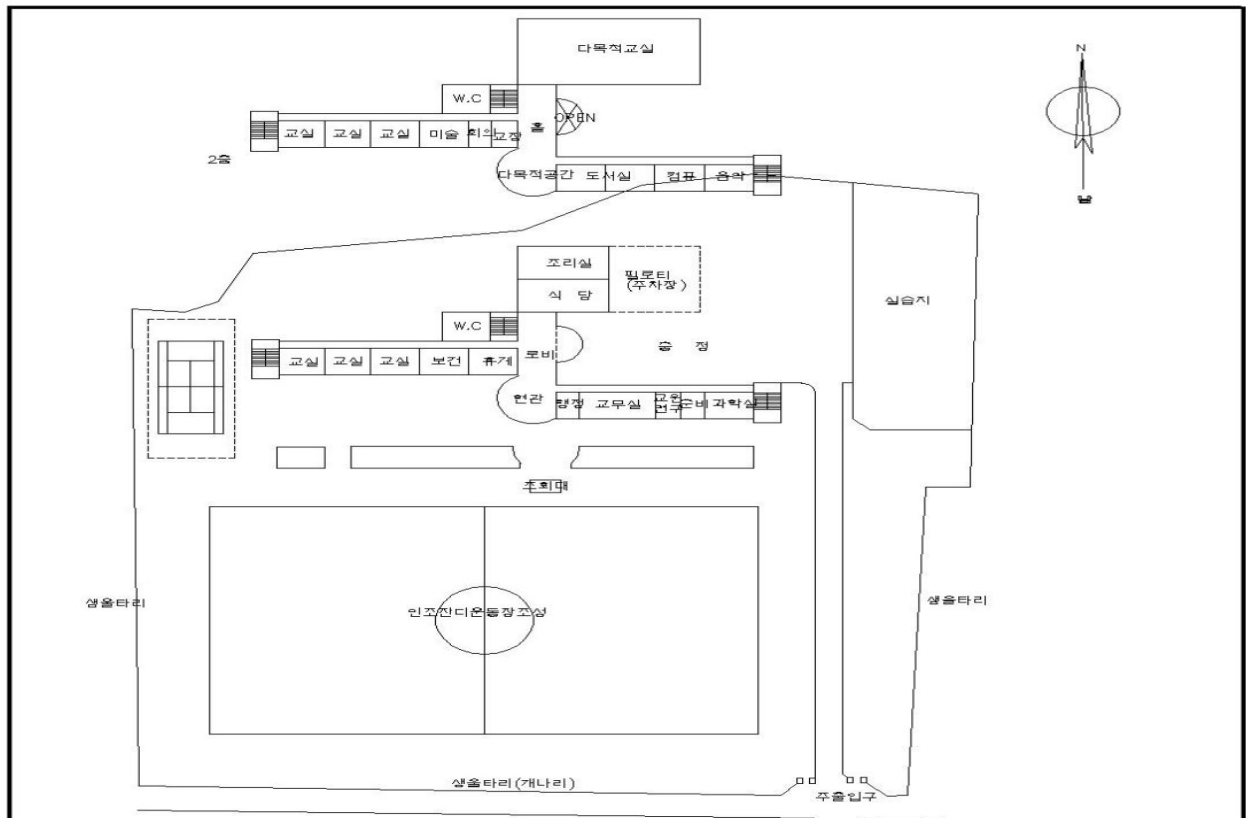 다목적교실
N
W.C
OPEN
홀
교실 교실 교실 미술 회의 교장
2층
다목적공간 도서실 컴퓨 음악
남
조리실
필로티
(주차장)
식 당
실습지
W.C
로비
중 정
교실 교실 교실 보건 휴게
현관 행정 교무실 교원
연구 준비 과학실
조회대
생울타리
생울타리
인조잔디운동장조성
생울타리(개나리)
주출입구